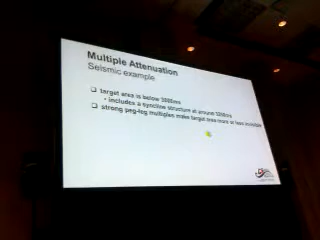 Multiple Attenuation
Seismic example
❑ target area is below 3000ms
• includes a syncline structure at around 3200ms
❑ strong peg-leg multiples make target area more or less invisible